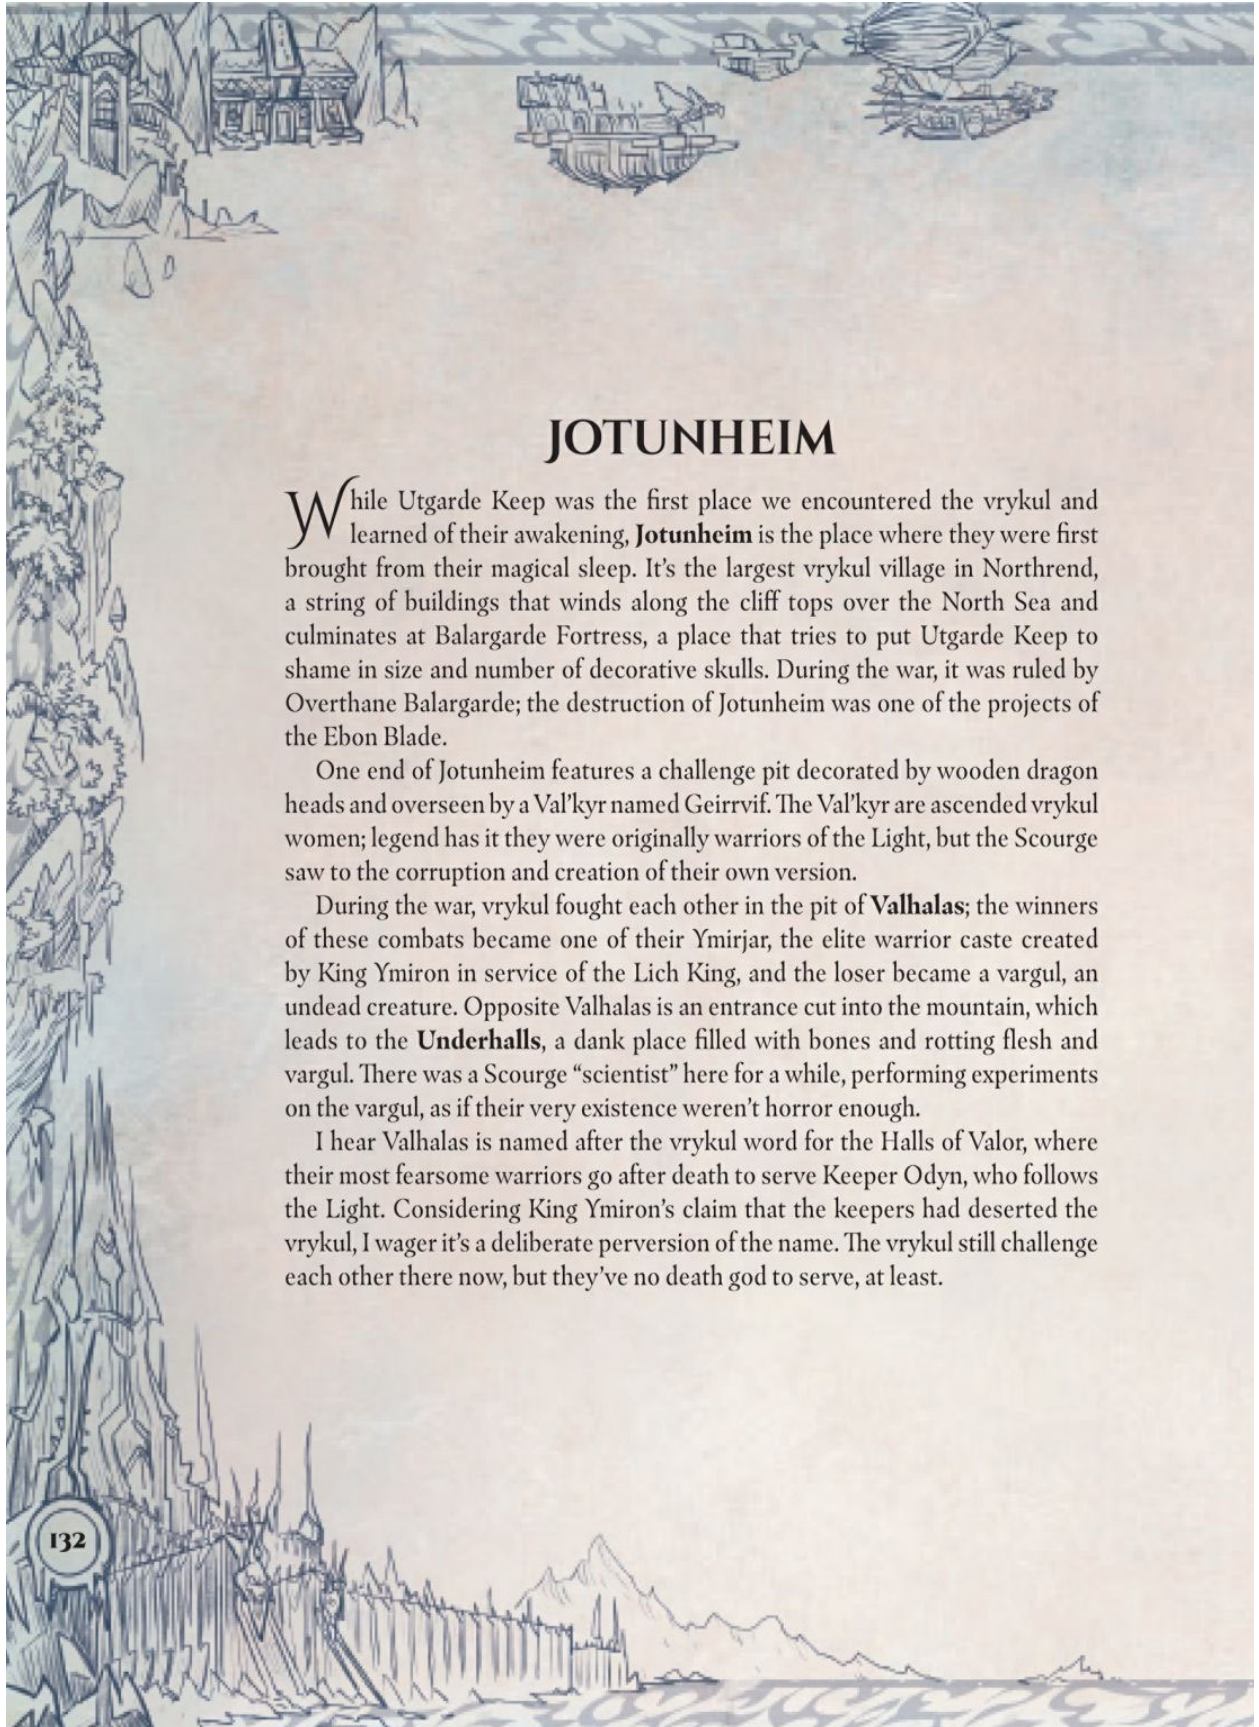 JOTUNHEIM
While Utgarde Keep was the first place we encountered the vrykul and
learned of their awakening, Jotunheim is the place where they were first
brought from their magical sleep. It’s the largest vrykul village in Northrend,
a string of buildings that winds along the cliff tops over the North Sea and
culminates at Balargarde Fortress, a place that tries to put Utgarde Keep to
shame in size and number of decorative skulls. During the war, it was ruled by
Overthane Balargarde; the destruction of Jotunheim was one of the projects of
the Ebon Blade.
One end of Jotunheim features a challenge pit decorated by wooden dragon
heads and overseen by a Val’kyr named Geirrvif. The Val’kyr are ascended vrykul
women; legend has it they were originally warriors of the Light, but the Scourge
saw to the corruption and creation of their own version.
During the war, vrykul fought each other in the pit of Valhalas; the winners
of these combats became one of their Ymirjar, the elite warrior caste created
by King Ymiron in service of the Lich King, and the loser became a vargul, an
undead creature. Opposite Valhalas is an entrance cut into the mountain, which
leads to the Underhalls, a dank place filled with bones and rotting flesh and
vargul. There was a Scourge “scientist” here for a while, performing experiments
on the vargul, as if their very existence weren’t horror enough.
I hear Valhalas is named after the vrykul word for the Halls of Valor, where
their most fearsome warriors go after death to serve Keeper Odyn, who follows
the Light. Considering King Ymiron’s claim that the keepers had deserted the
vrykul, I wager it’s a deliberate perversion of the name. The vrykul still challenge
each other there now, but they’ve no death god to serve, at least.
132